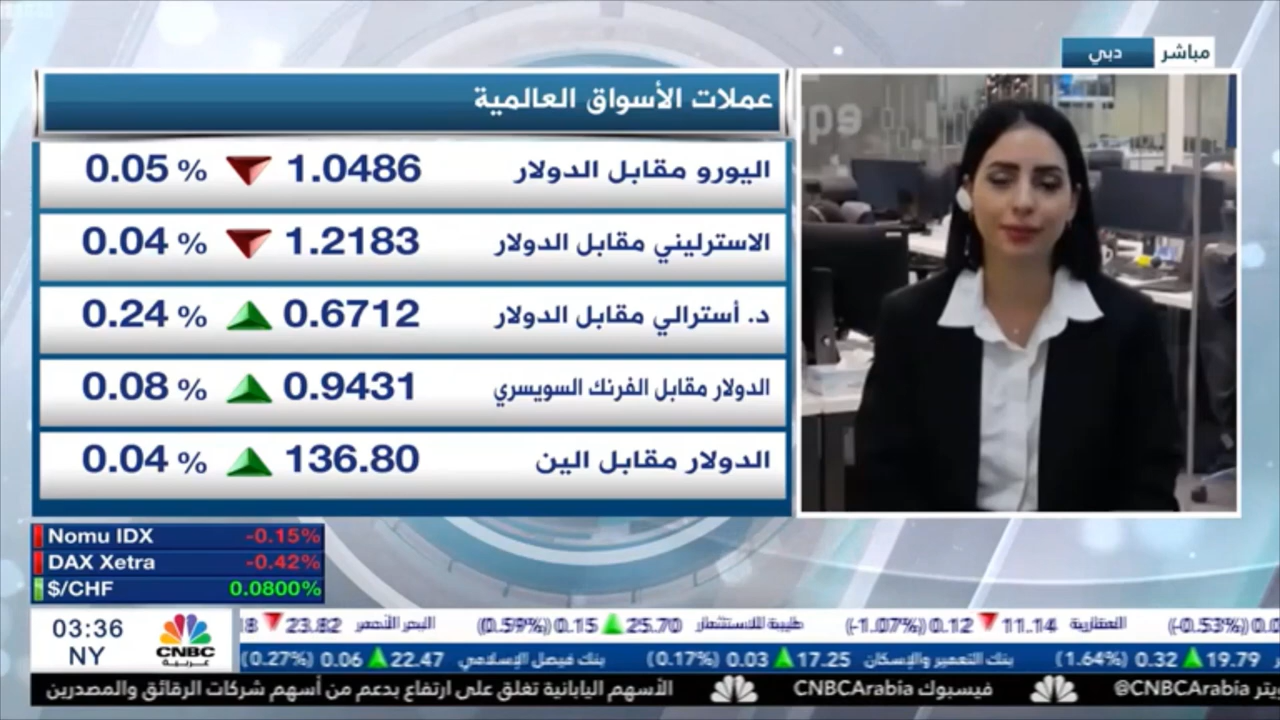 دبي مباشر
عملات الأسواق العالمية
اليورو مقابل الدولار 1.0486 ▼ 0.05 %
الاسترليني مقابل الدولار 1.2183 ▼ 0.04 %
د. أسترالي مقابل الدولار 0.6712 ▲ 0.24 %
الدولار مقابل الفرنك السويسري 0.9431 ▲ 0.08 %
الدولار مقابل الين 136.80 ▲ 0.04 %
Nomu IDX -0.15%
DAX Xetra -0.42%
$/CHF 0.0800%
03:36
NY
CNBC
عربية
(-0.53%) العقارية 11.14 ▼ 0.12 (-1.07%) طيبة للاستثمار 25.70 ▲ 0.15 (0.59%) البحر الأحمر 23.82 ▼
19.79 ▲ 0.32 (1.64%) بنك التعمير والإسكان 17.25 ▲ 0.03 (0.17%) بنك فيصل الإسلامي 22.47 ▲ 0.06 (0.27%)
@CNBCArabia فيسبوك CNBCArabia الأسهم اليابانية تغلق على ارتفاع بدعم من أسهم شركات الرقائق والمصدرين